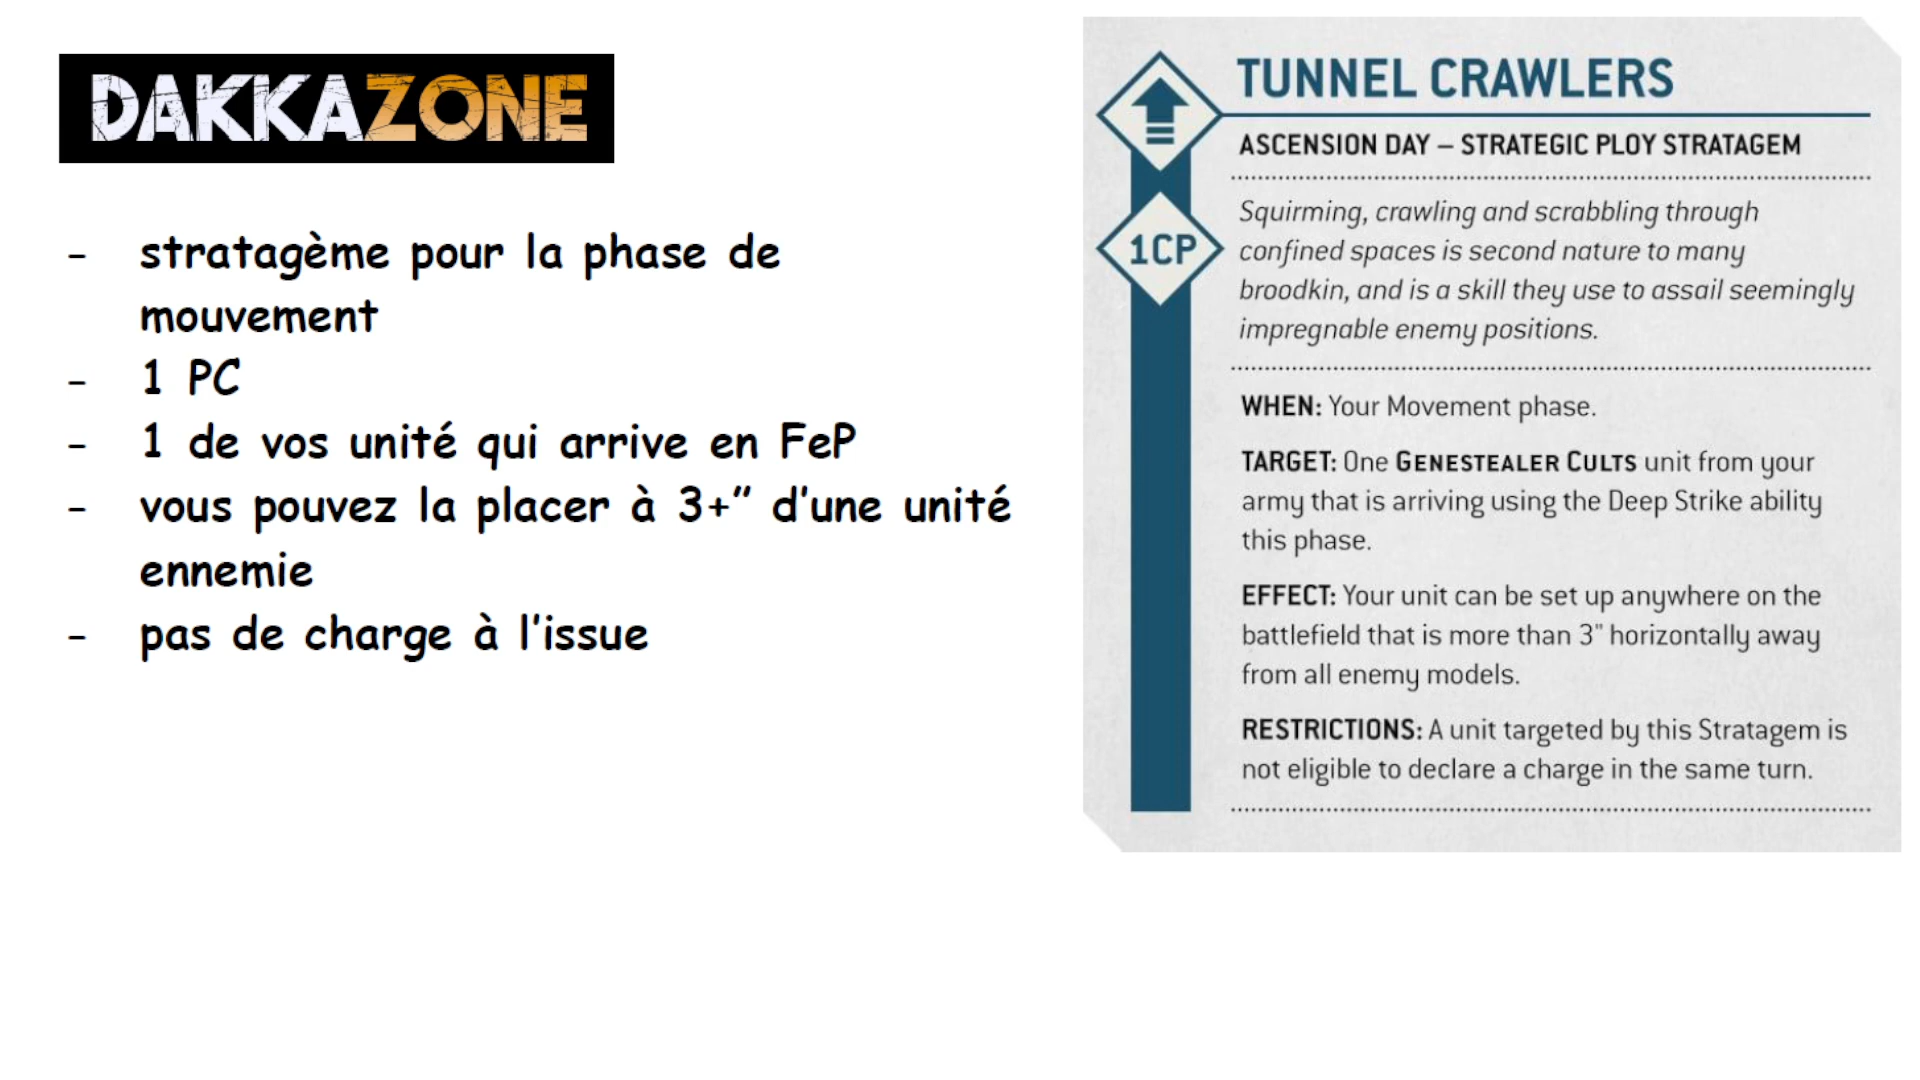 DAKKAZONE
- stratagème pour la phase de
mouvement
- 1 PC
- 1 de vos unité qui arrive en FeP
- vous pouvez la placer à 3+” d’une unité
ennemie
- pas de charge à l’issue
TUNNEL CRAWLERS
ASCENSION DAY – STRATEGIC PLOY STRATAGEM
1CP
Squirming, crawling and scrabbling through
confined spaces is second nature to many
broodkin, and is a skill they use to assail seemingly
impregnable enemy positions.
WHEN: Your Movement phase.
TARGET: One GENESTEALER CULTS unit from your
army that is arriving using the Deep Strike ability
this phase.
EFFECT: Your unit can be set up anywhere on the
battlefield that is more than 3" horizontally away
from all enemy models.
RESTRICTIONS: A unit targeted by this Stratagem is
not eligible to declare a charge in the same turn.